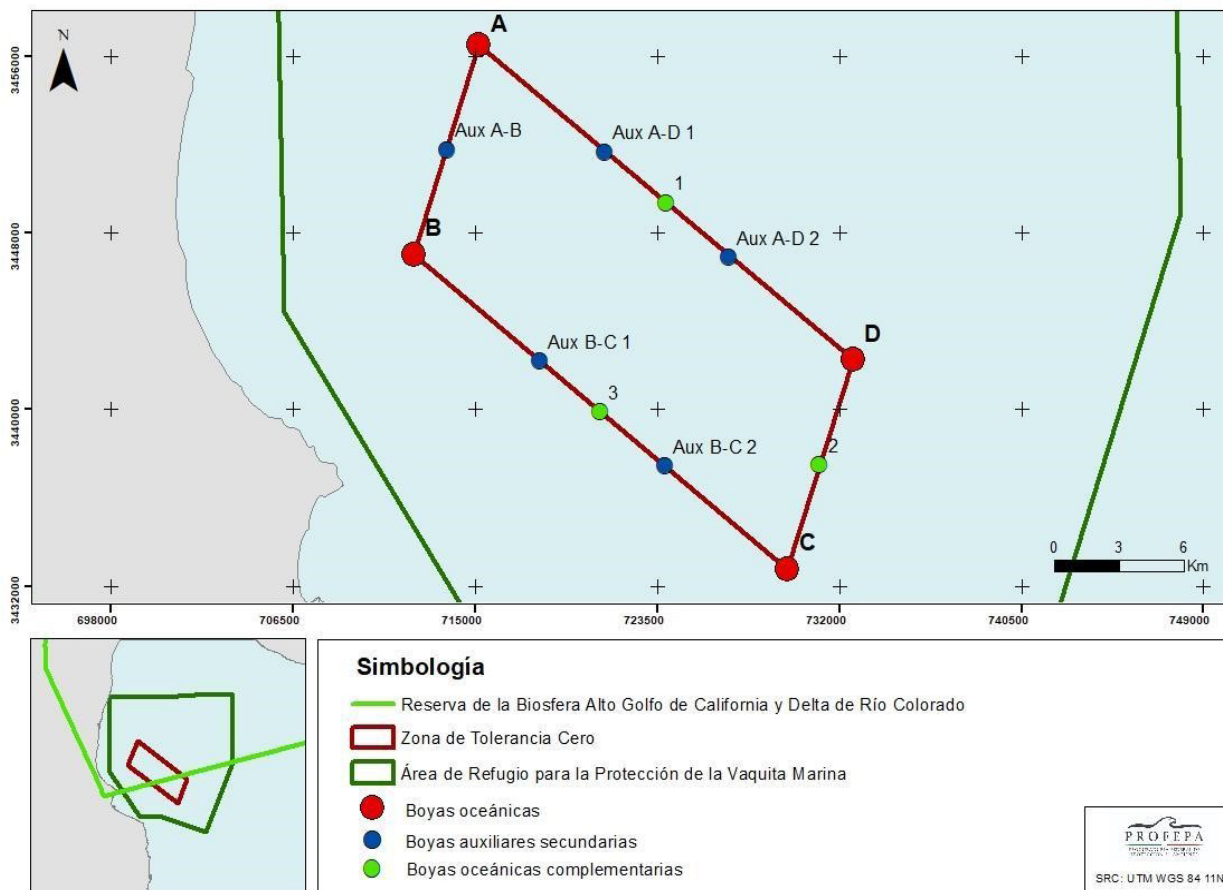 N
3456000
3448000
3440000
3432000
A
Aux A-B
Aux A-D 1
1
B
Aux A-D 2
D
Aux B-C 1
3
Aux B-C 2
2
C
0 3 6
Km
698000 706500 715000 723500 732000 740500 749000
Simbología
Reserva de la Biosfera Alto Golfo de California y Delta de Río Colorado
Zona de Tolerancia Cero
Área de Refugio para la Protección de la Vaquita Marina
Boyas oceánicas
Boyas auxiliares secundarias
Boyas oceánicas complementarias
PROFEPA
SRC: UTM WGS 84 11N